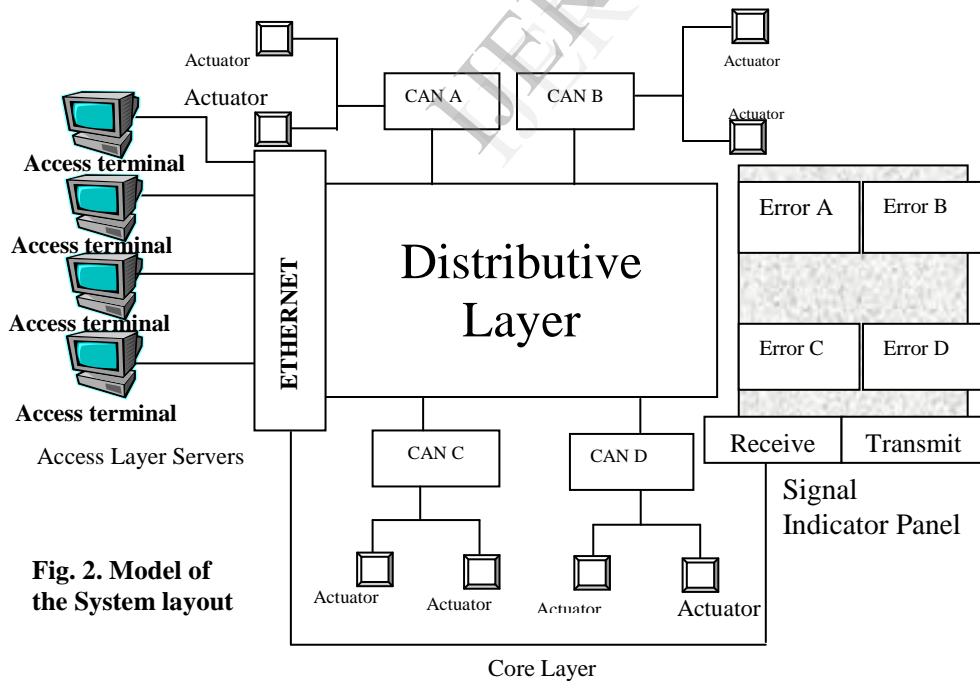 IJER
Actuator
Actuator
Actuator
Actuator
CAN A
CAN B
Access terminal
Access terminal
Access terminal
Access terminal
Access Layer Servers
ETHERNET
Distributive
Layer
Error A
Error B
Error C
Error D
Receive
Transmit
Signal
Indicator Panel
CAN C
CAN D
Actuator
Actuator
Actuator
Actuator
Fig. 2. Model of
the System layout
Core Layer